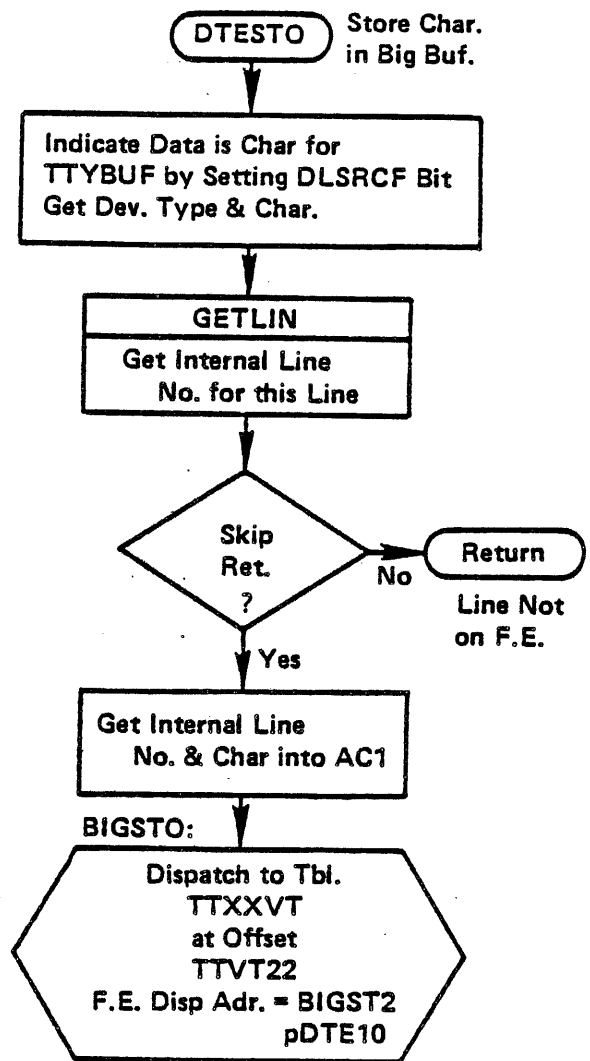 DTESTO
Store Char.
in Big Buf.
Indicate Data is Char for
TTYBUF by Setting DLSRCF Bit
Get Dev. Type & Char.
GETLIN
Get Internal Line
No. for this Line
Skip
Ret.
?
No
Return
Line Not
on F.E.
Yes
Get Internal Line
No. & Char into AC1
BIGSTO:
Dispatch to Tbl.
TTXXVT
at Offset
TTVT22
F.E. Disp Adr. = BIGST2
pDTE10